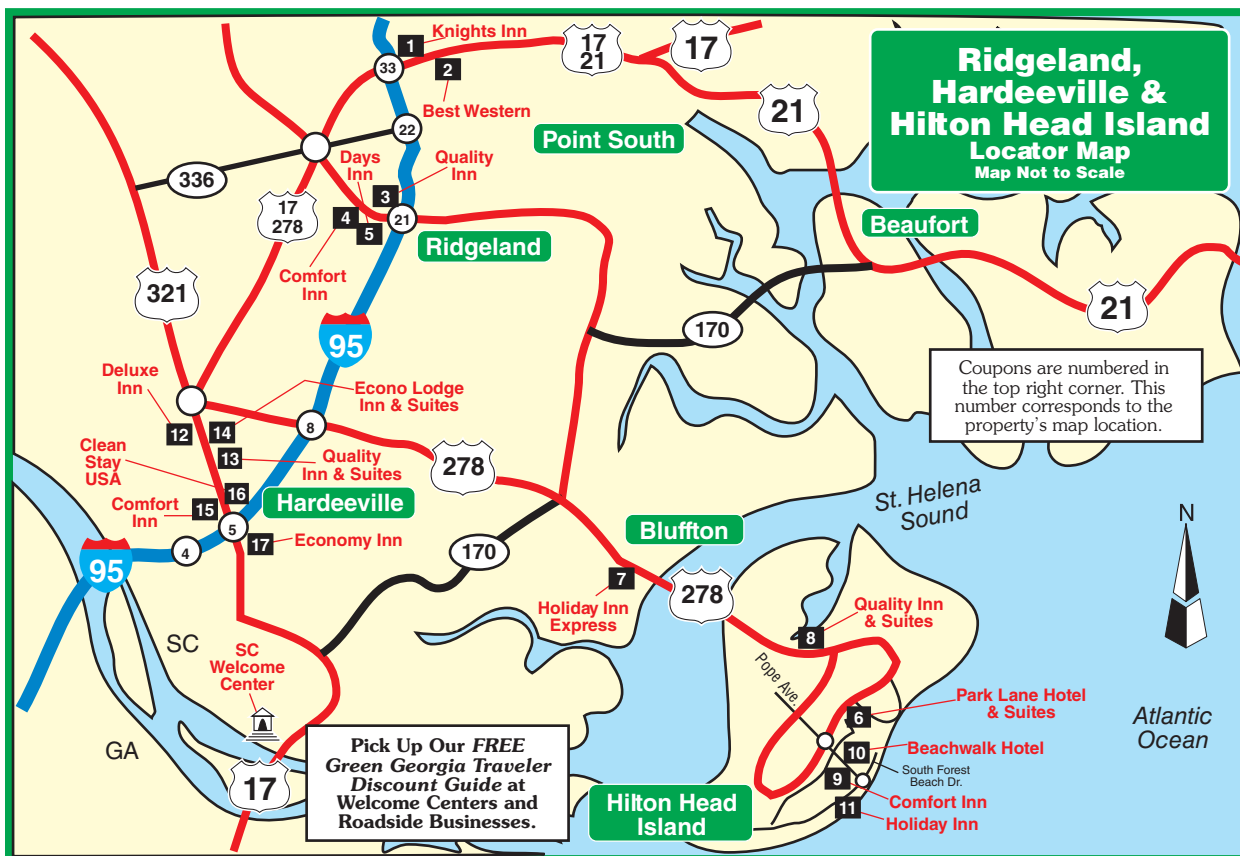 Ridgeland,
Hardeeville &
Hilton Head Island
Locator Map
Map Not to Scale
1
Knights Inn
33
2
Best Western
17
21
17
21
22
Point South
336
Days
Inn
Quality
Inn
3
17
278
4
5
21
Ridgeland
Comfort
Inn
Beaufort
321
21
95
170
Coupons are numbered in
the top right corner. This
number corresponds to the
property's map location.
Deluxe
Inn
Econo Lodge
Inn & Suites
12
14
8
13
Quality
Inn & Suites
Clean
Stay
USA
278
16
Hardeeville
Comfort
Inn
15
5
17
Economy Inn
4
95
170
St. Helena
Sound
Bluffton
N
7
Holiday Inn
Express
278
Quality Inn
& Suites
8
SC
SC
Welcome
Center
GA
Pope Ave.
Park Lane Hotel
& Suites
6
Atlantic
Ocean
10
Beachwalk Hotel
South Forest
Beach Dr.
9
Comfort Inn
11
Holiday Inn
17
Pick Up Our FREE
Green Georgia Traveler
Discount Guide at
Welcome Centers and
Roadside Businesses.
Hilton Head
Island